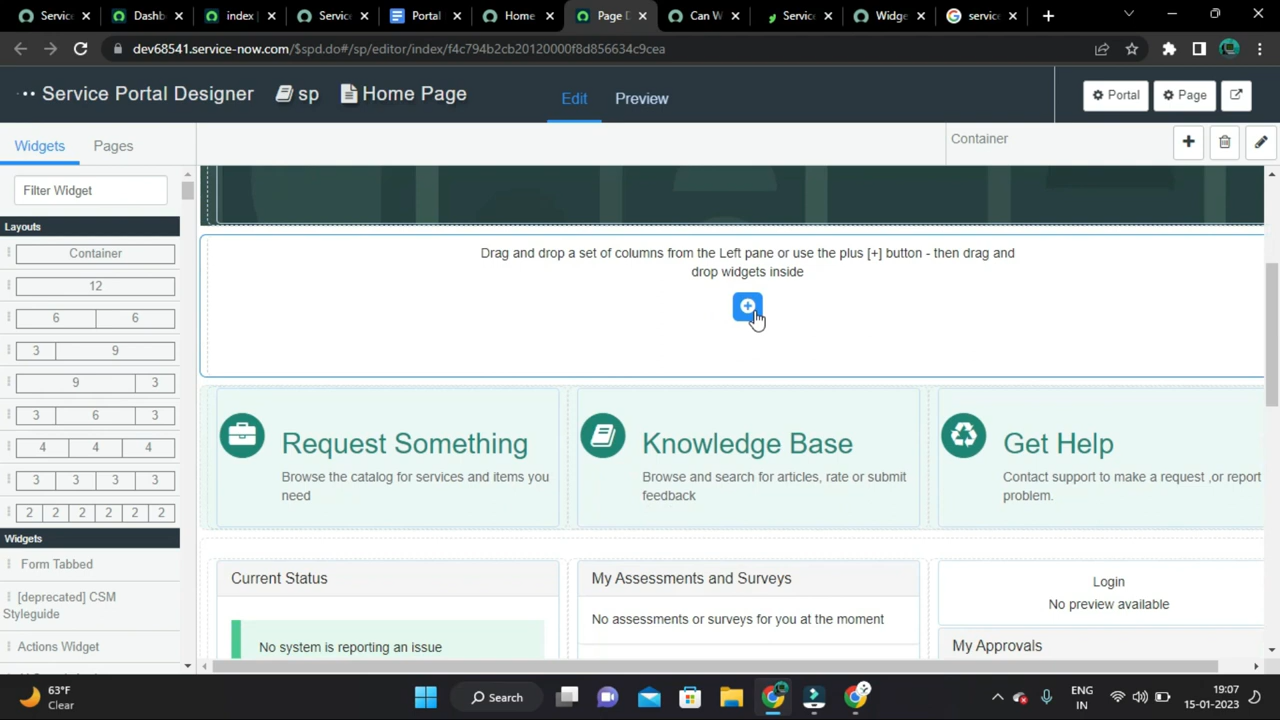 Servic
Dashb
index
Service
Portal
Home
Page D
Can W
Service
Widge
service
dev68541.service-now.com/$spd.do#/sp/editor/index/f4c794b2cb20120000f8d856634c9cea
Service Portal Designer
sp
Home Page
Edit
Preview
Portal
Page
Widgets
Pages
Container
Filter Widget
Layouts
Container
12
6 6
3 9
9 3
3 6 3
4 4 4
3 3 3 3
2 2 2 2 2 2
Widgets
Form Tabbed
[deprecated] CSM
Styleguide
Actions Widget
Drag and drop a set of columns from the Left pane or use the plus [+] button - then drag and
drop widgets inside
Request Something
Browse the catalog for services and items you
need
Knowledge Base
Browse and search for articles, rate or submit
feedback
Get Help
Contact support to make a request ,or report
problem.
Current Status
No system is reporting an issue
My Assessments and Surveys
No assessments or surveys for you at the moment
Login
No preview available
My Approvals
63°F
Clear
Search
ENG
IN
19:07
15-01-2023